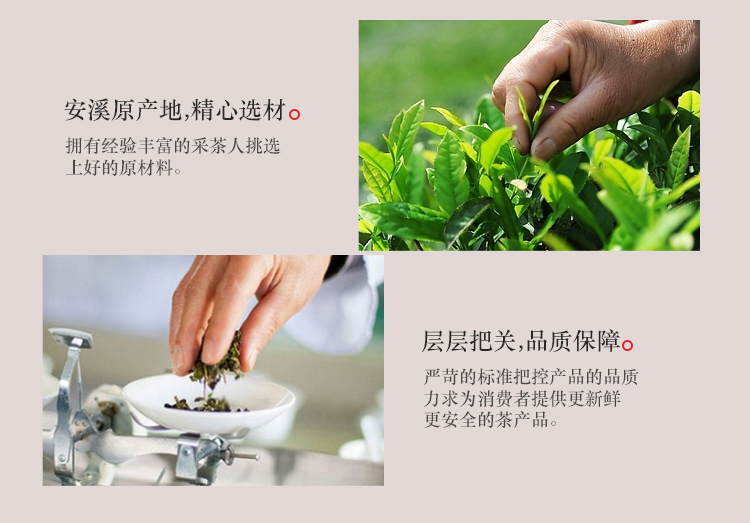 安溪原产地,精心选材。
拥有经验丰富的采茶人挑选
上好的原材料。
层层把关,品质保障。
严苛的标准把控产品的品质
力求为消费者提供更新鲜
更安全的茶产品。